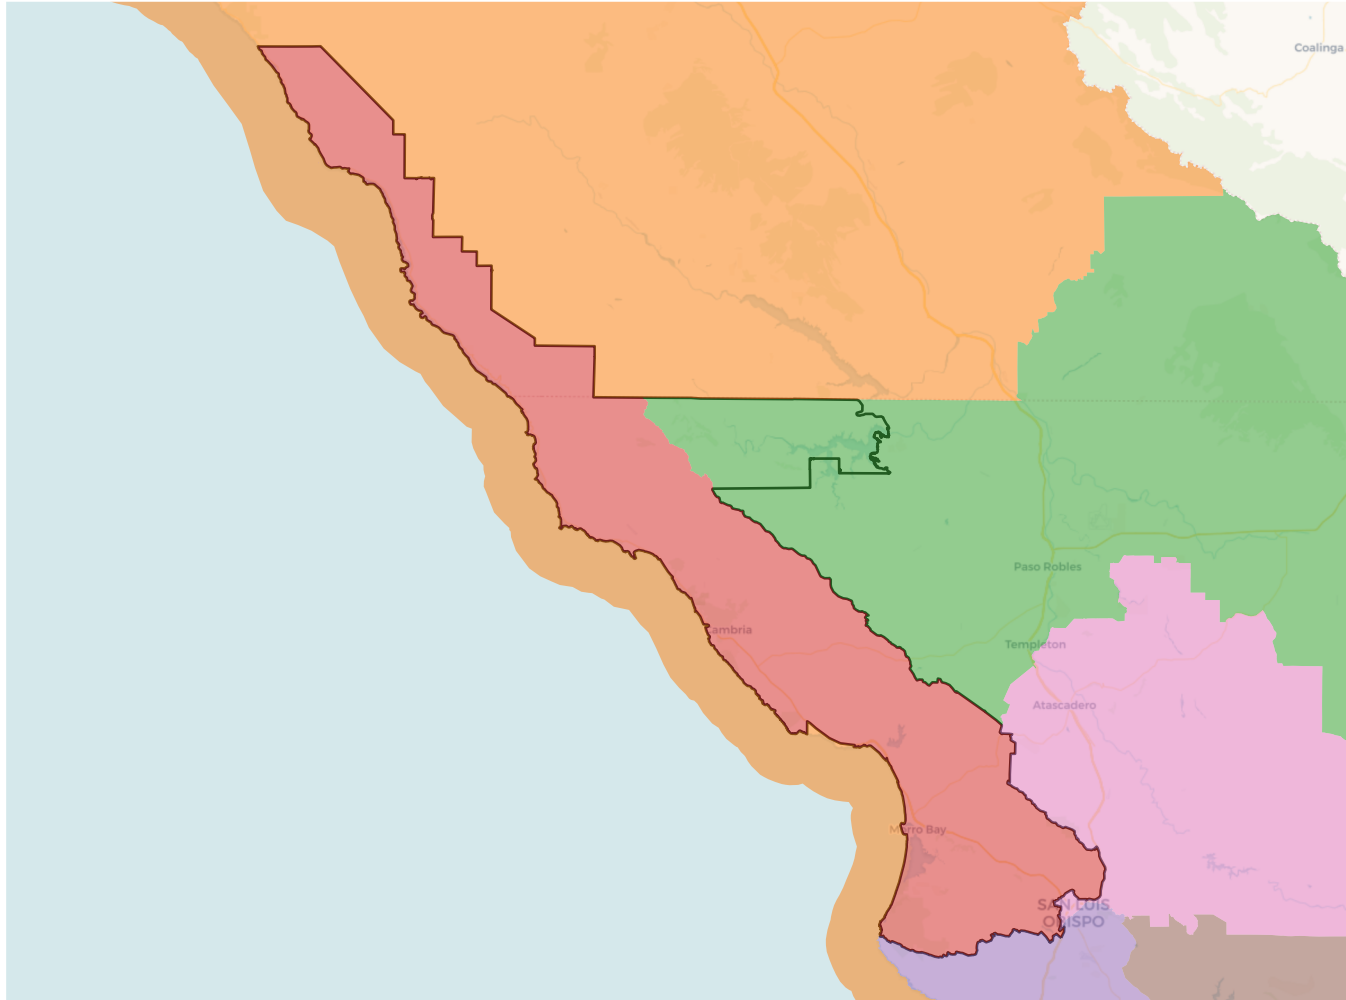 Coalinga
Paso Robles
Cambria
Templeton
Atascadero
Morro Bay
SAN LUIS
OBISPO